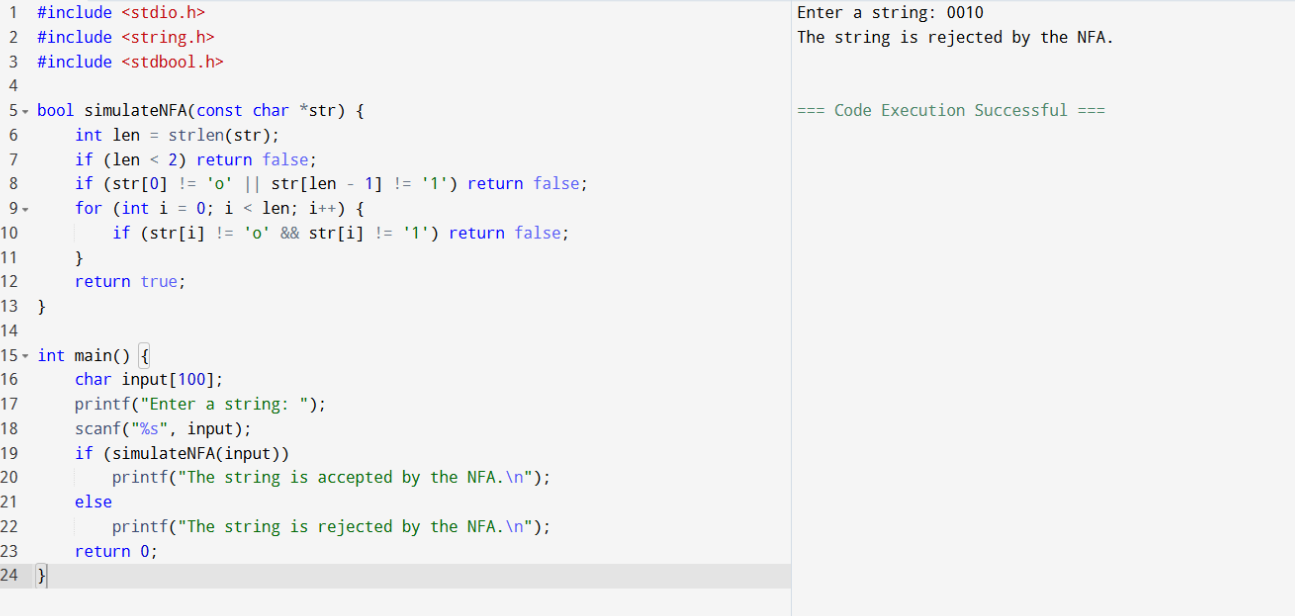 1 #include <stdio.h>
2 #include <string.h>
3 #include <stdbool.h>
4
5 bool simulateNFA(const char *str) {
6     int len = strlen(str);
7     if (len < 2) return false;
8     if (str[0] != 'o' || str[len - 1] != '1') return false;
9     for (int i = 0; i < len; i++) {
10         if (str[i] != 'o' && str[i] != '1') return false;
11     }
12     return true;
13 }
14
15 int main() {
16     char input[100];
17     printf("Enter a string: ");
18     scanf("%s", input);
19     if (simulateNFA(input))
20         printf("The string is accepted by the NFA.\n");
21     else
22         printf("The string is rejected by the NFA.\n");
23     return 0;
24 }
Enter a string: 0010
The string is rejected by the NFA.
=== Code Execution Successful ===